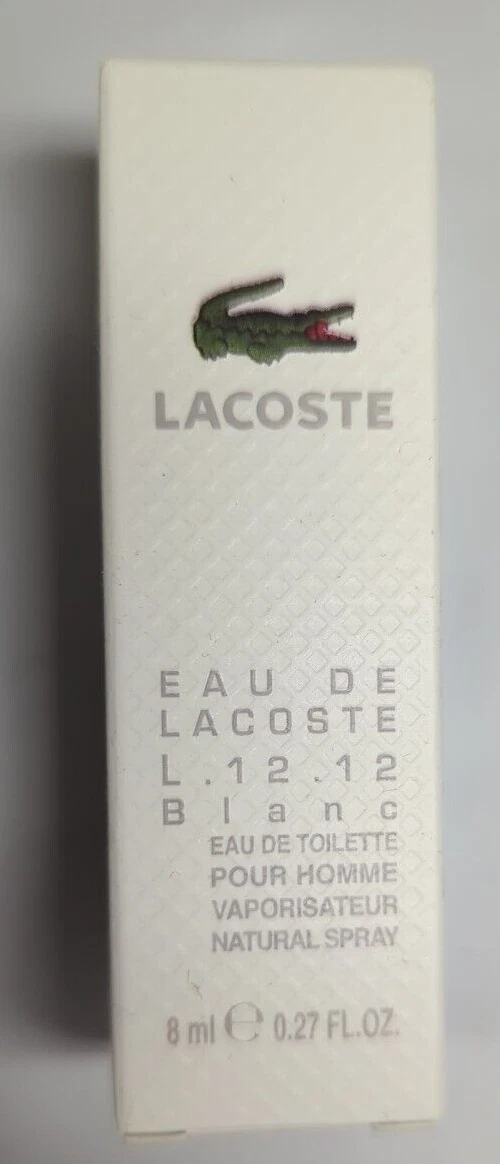 LACOSTE
EAU DE
LACOSTE
L.12.12
Blanc
EAU DE TOILETTE
POUR HOMME
VAPORISATEUR
NATURAL SPRAY
8 ml ℮ 0.27 FL.OZ.